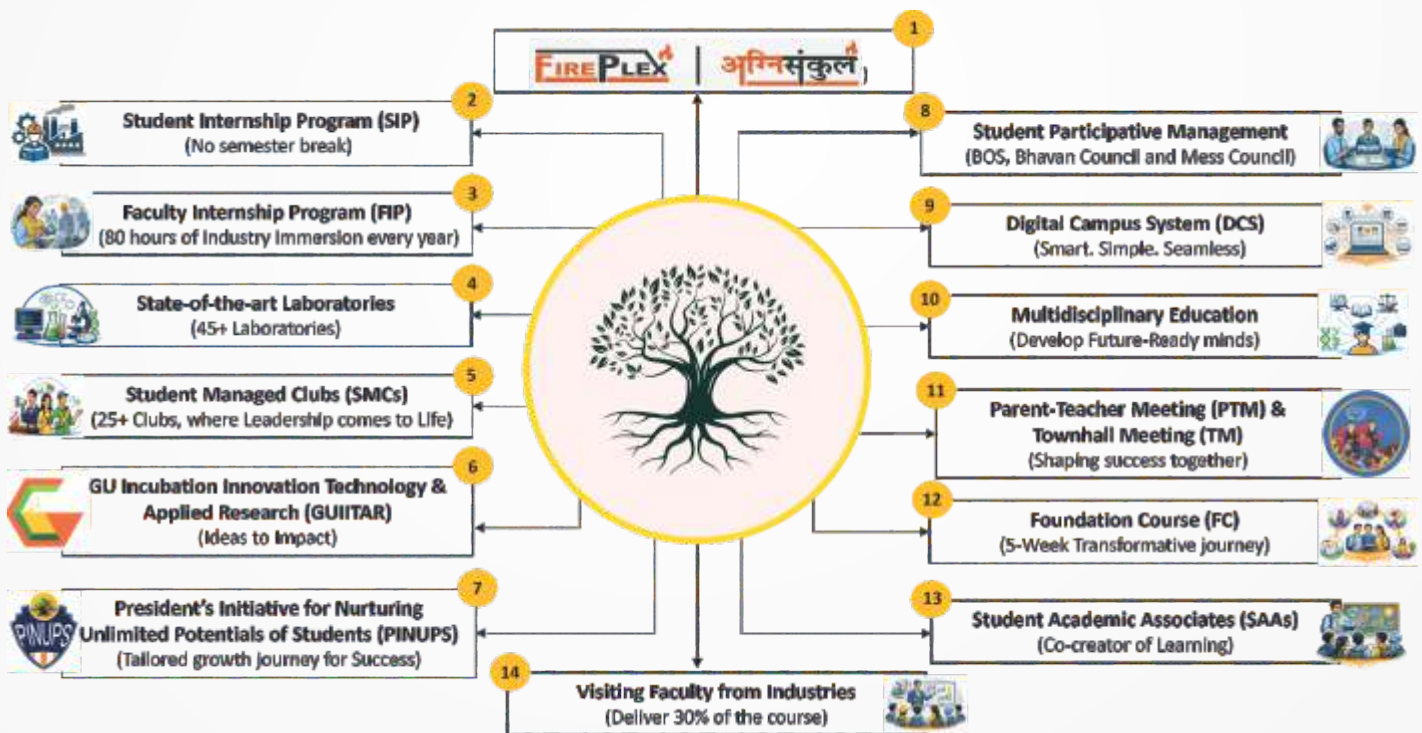 1
FIREPLEX | अग्निसंकुल
2
Student Internship Program (SIP)
(No semester break)
3
Faculty Internship Program (FIP)
(80 hours of Industry Immersion every year)
4
State-of-the-art Laboratories
(45+ Laboratories)
5
Student Managed Clubs (SMCs)
(25+ Clubs, where Leadership comes to Life)
6
GU Incubation Innovation Technology &
Applied Research (GUIITAR)
(Ideas to Impact)
7
PINUPS
President's Initiative for Nurturing
Unlimited Potentials of Students (PINUPS)
(Tailored growth journey for Success)
8
Student Participative Management
(BOS, Bhavan Council and Mess Council)
9
Digital Campus System (DCS)
(Smart. Simple. Seamless)
10
Multidisciplinary Education
(Develop Future-Ready minds)
11
Parent-Teacher Meeting (PTM) &
Townhall Meeting (TM)
(Shaping success together)
12
Foundation Course (FC)
(5-Week Transformative journey)
13
Student Academic Associates (SAAs)
(Co-creator of Learning)
14
Visiting Faculty from Industries
(Deliver 30% of the course)